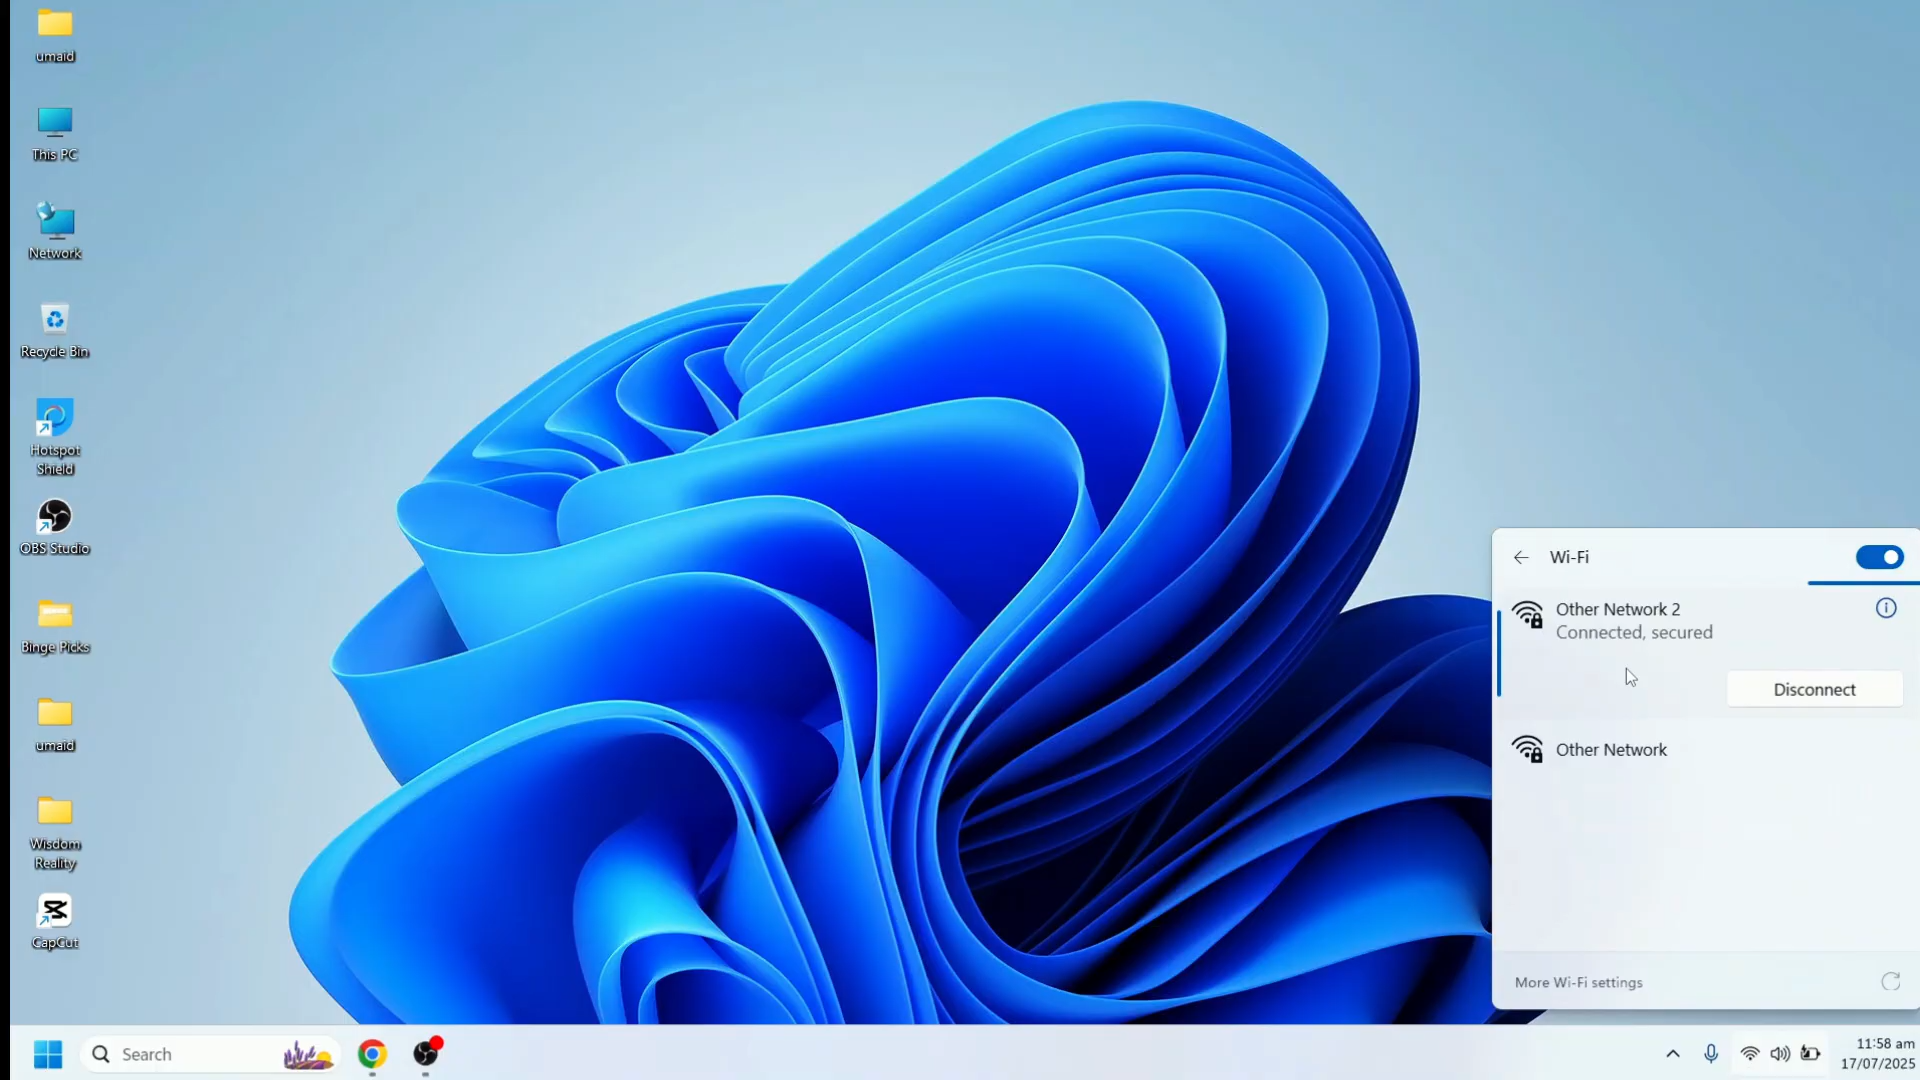 umaid
This PC
Network
Recycle Bin
Hotspot
Shield
OBS Studio
Binge Picks
umaid
Wisdom
Reality
CapCut
Wi-Fi
Other Network 2
Connected, secured
Disconnect
Other Network
More Wi-Fi settings
Search
11:58 am
17/07/2025